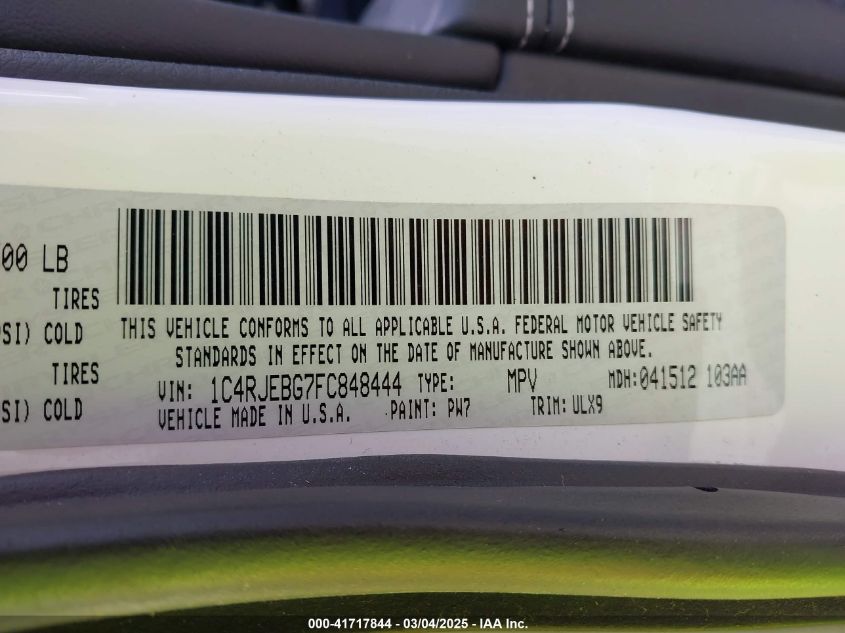 00 LB
TIRES
SI) COLD
TIRES
SI) COLD
THIS VEHICLE CONFORMS TO ALL APPLICABLE U.S.A. FEDERAL MOTOR VEHICLE SAFETY
STANDARDS IN EFFECT ON THE DATE OF MANUFACTURE SHOWN ABOVE.
VIN: 1C4RJEBG7FC848444 TYPE: MPV MDH:041512 103AA
VEHICLE MADE IN U.S.A. PAINT: PW7 TRIM:ULX9
000-41717844 / 03/04/2025 - IAA Inc.